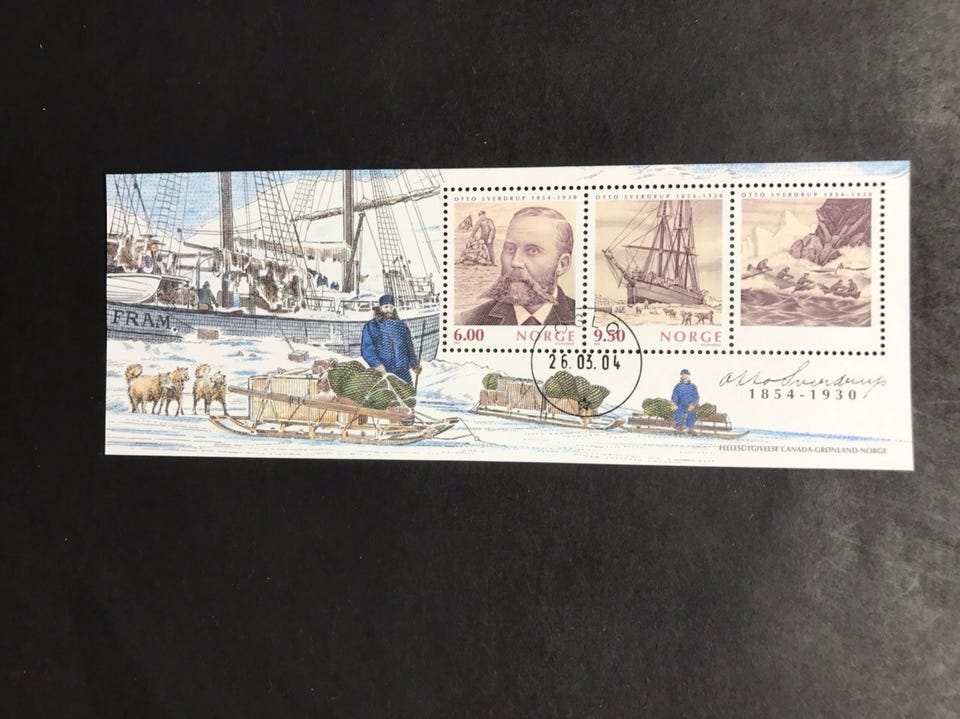 FRAM
OTTO SVERDRUP 1854-1930
6.00 NORGE
OTTO SVERDRUP 1854-1930
9.50 NORGE
OTTO SVERDRUP 1854-1930
OSLO
26.03.04
Otto Sverdrup
1854-1930
FELLESUTGIVELSE CANADA-GRØNLAND-NORGE